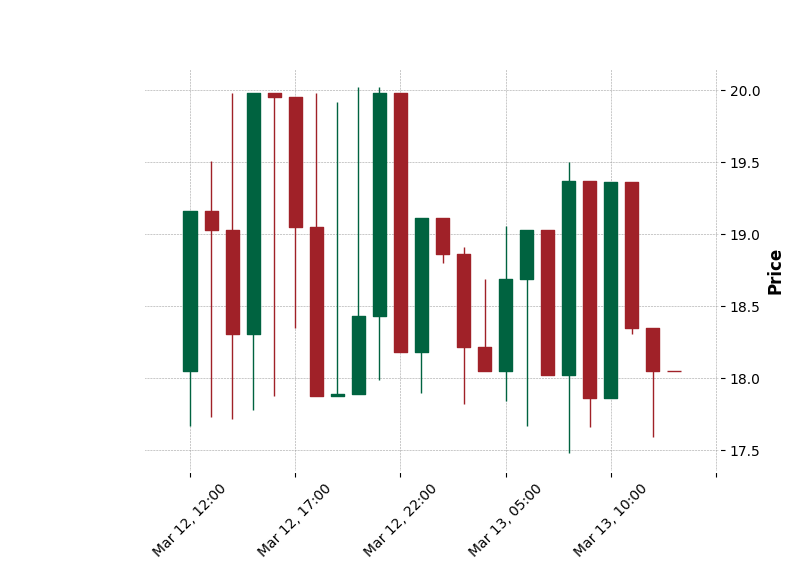 20.0
19.5
19.0
18.5
18.0
17.5
Price
Mar 12, 12:00
Mar 12, 17:00
Mar 12, 22:00
Mar 13, 05:00
Mar 13, 10:00